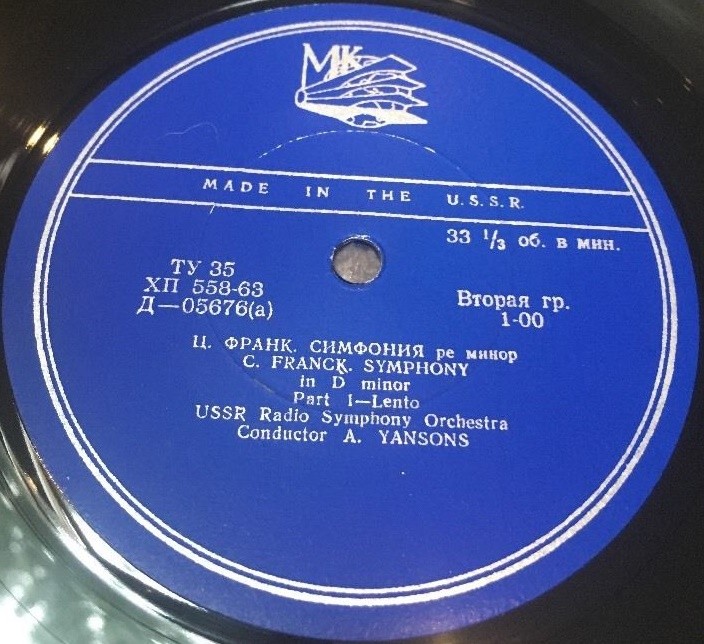 МК
MADE IN THE U.S.S.R.
33 1/3 об. в мин.
ТУ 35
ХП 558-63
Д—05676(а)
Вторая гр.
1-00
Ц. ФРАНК. СИМФОНИЯ ре минор
C. FRANCK. SYMPHONY
in D minor
Part I—Lento
USSR Radio Symphony Orchestra
Conductor A. YANSONS